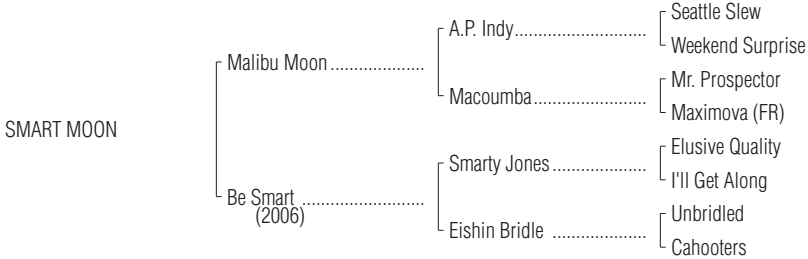 Seattle Slew
A.P. Indy..............................
Weekend Surprise
Malibu Moon .....................
Mr. Prospector
Macoumba..........................
Maximova (FR)
SMART MOON
Elusive Quality
Smarty Jones.....................
I'll Get Along
Be Smart ...........................
(2006)
Unbridled
Eishin Bridle .....................
Cahooters